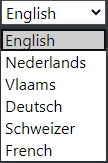 English
English
Nederlands
Vlaams
Deutsch
Schweizer
French